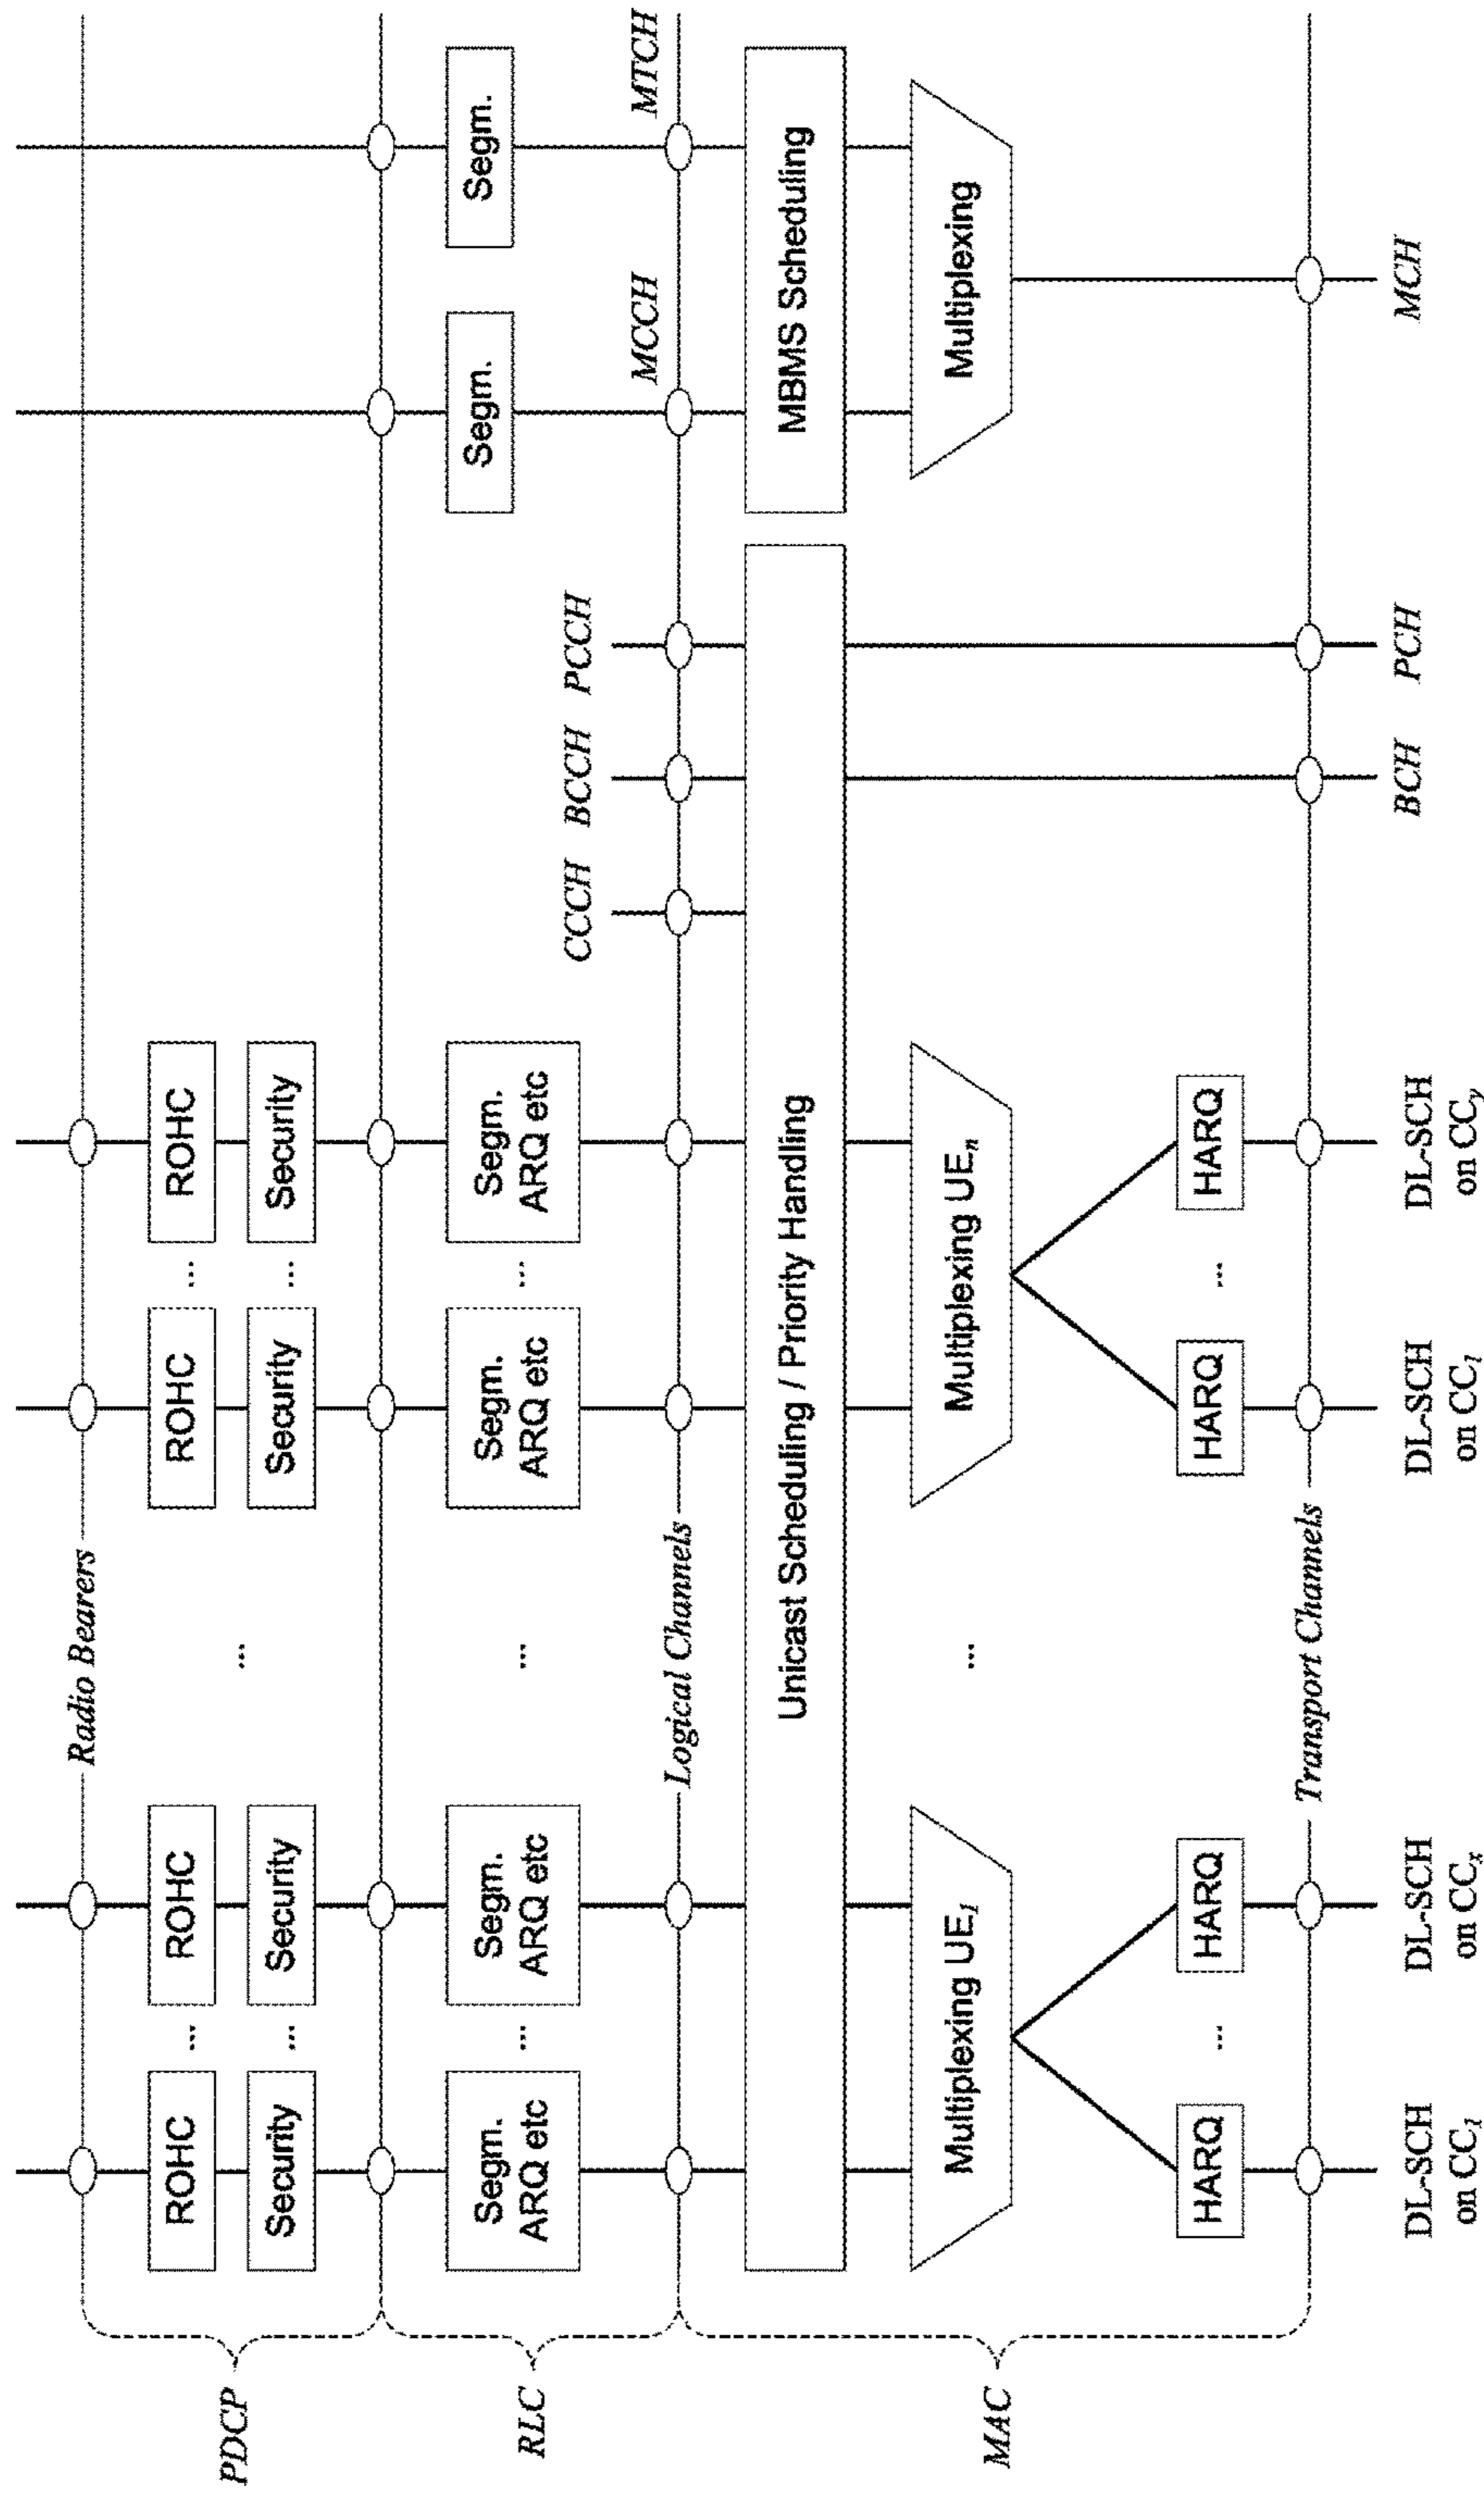 Radio Bearers
PDCP
ROHC
...
ROHC
...
ROHC
...
ROHC
Security
...
Security
Security
...
Security
RLC
Segm.
ARQ etc
...
Segm.
ARQ etc
...
Segm.
ARQ etc
...
Segm.
ARQ etc
Segm.
Segm.
Logical Channels
CCCH
BCCH
PCCH
MCCH
MTCH
MAC
Unicast Scheduling / Priority Handling
MBMS Scheduling
Multiplexing UE1
...
Multiplexing UEn
Multiplexing
HARQ
...
HARQ
HARQ
...
HARQ
Transport Channels
DL-SCH
on CC1
DL-SCH
on CCx
DL-SCH
on CC1
DL-SCH
on CCy
BCH
PCH
MCH